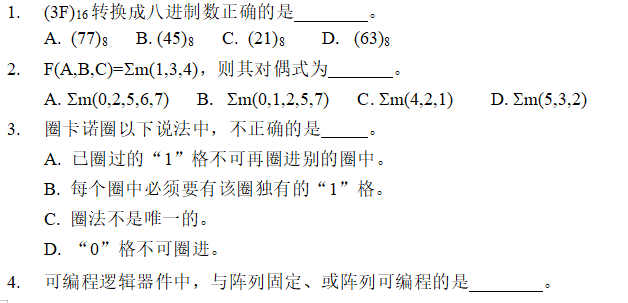 1. (3F)16 转换成八进制数正确的是________。
A. (77)8 B. (45)8 C. (21)8 D. (63)8
2. F(A,B,C)=Σm(1,3,4)，则其对偶式为________。
A. Σm(0,2,5,6,7) B. Σm(0,1,2,5,7) C. Σm(4,2,1) D. Σm(5,3,2)
3. 圈卡诺圈以下说法中，不正确的是_____。
A. 已圈过的“1”格不可再圈进别的圈中。
B. 每个圈中必须要有该圈独有的“1”格。
C. 圈法不是唯一的。
D. “0”格不可圈进。
4. 可编程逻辑器件中，与阵列固定、或阵列可编程的是_________。